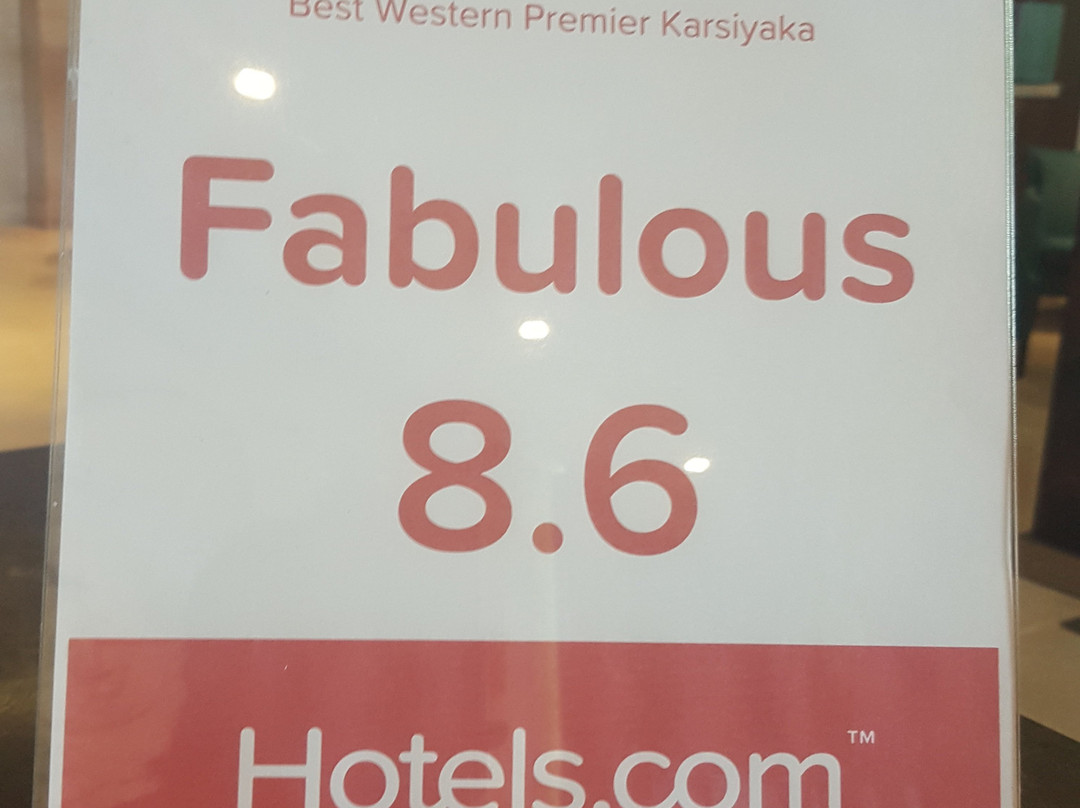 Best Western Premier Karsiyaka
Fabulous
8.6
Hotels.com™